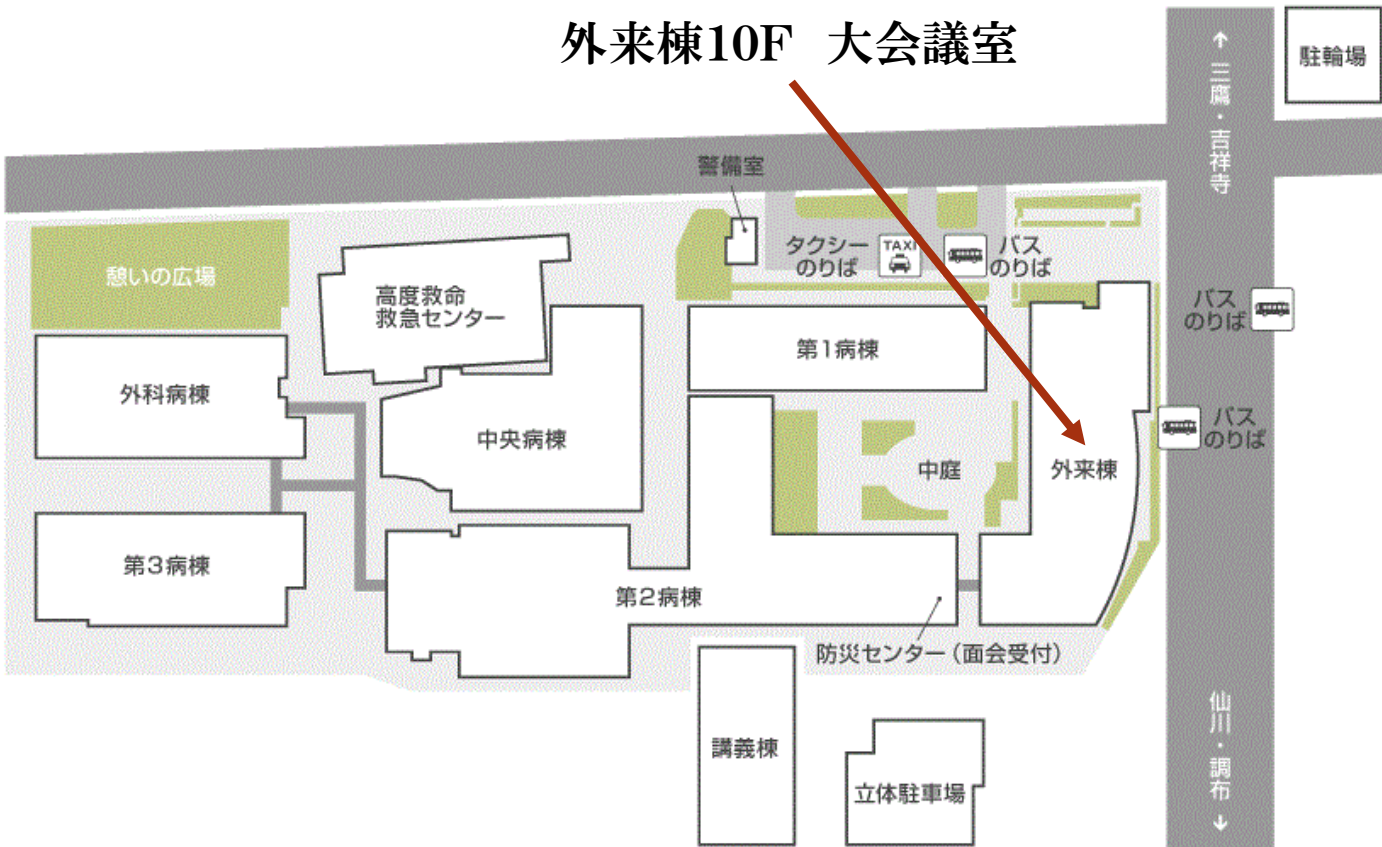 外来棟10F 大会議室
↑三鷹・吉祥寺
駐輪場
警備室
タクシー
のりば
TAXI
バス
のりば
憩いの広場
高度救命
救急センター
バス
のりば
第1病棟
外科病棟
バス
のりば
中央病棟
中庭
外来棟
第3病棟
第2病棟
防災センター(面会受付)
仙川・調布↓
講義棟
立体駐車場